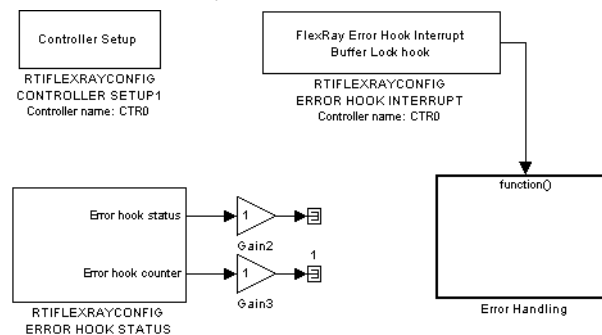 Controller Setup
RTIFLEXRAYCONFIG
CONTROLLER SETUP1
Controller name: CTR0
FlexRay Error Hook Interrupt
Buffer Lock hook
RTIFLEXRAYCONFIG
ERROR HOOK INTERRUPT
Controller name: CTR0
function()
Error Handling
Error hook status
1
Gain2
Error hook counter
1
Gain3
1
RTIFLEXRAYCONFIG
ERROR HOOK STATUS